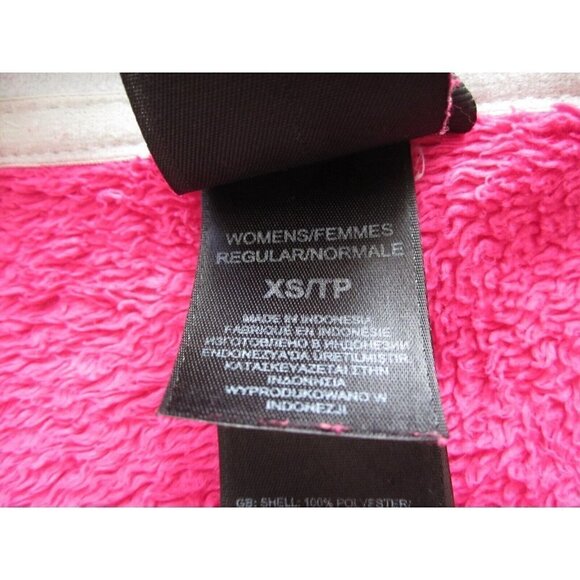 WOMENS/FEMMES
REGULAR/NORMALE
XS/TP
MADE IN INDONESIA
FABRIQUE EN INDONÉSIE
ИЗГОТОВЛЕНО В ИНДОНЕЗИИ
ENDONEZYA'DA ÜRETILMIŞTIR.
ΚΑΤΑΣΚΕΥΑΖΕΤΑΙ ΣΤΗΝ
ΙΝΔΟΝΗΣΙΑ
WYPRODUKOWANO W
INDONEZJI
GB: SHELL: 100% POLYESTER/